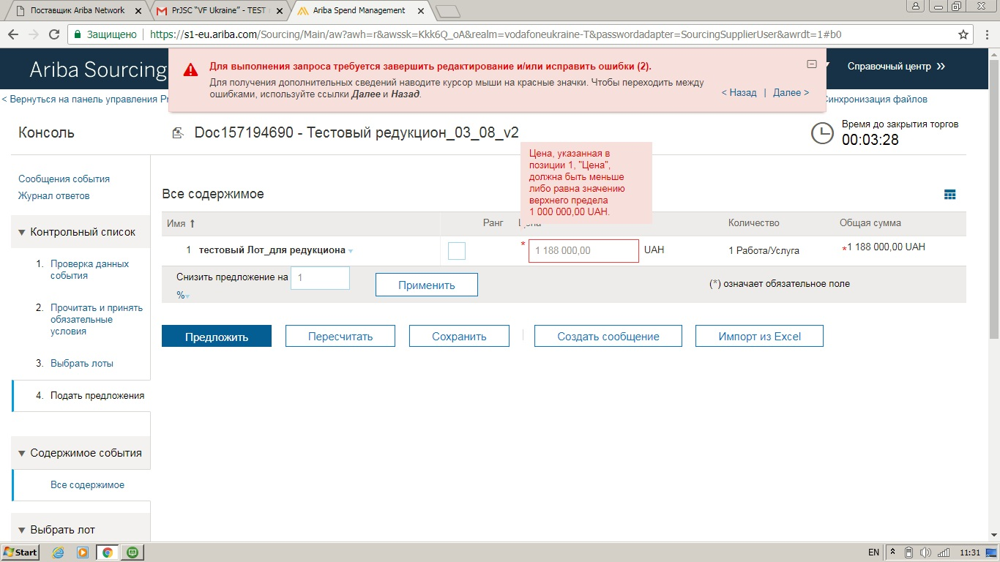 Поставщик Ariba Network
PrJSC “VF Ukraine” - TEST
Ariba Spend Management
Защищено
https://s1-eu.ariba.com/Sourcing/Main/aw?awh=r&awssk=Kkk6Q_oA&realm=vodafoneukraine-T&passwordadapter=SourcingSupplierUser&awrdt=1#b0
Ariba Sourcing
Для выполнения запроса требуется завершить редактирование и/или исправить ошибки (2).
Для получения дополнительных сведений наводите курсор мыши на красные значки. Чтобы переходить между
ошибками, используйте ссылки Далее и Назад.
< Назад | Далее >
Справочный центр »
< Вернуться на панель управления
Синхронизация файлов
Консоль
Doc157194690 - Тестовый редукцион_03_08_v2
Время до закрытия торгов
00:03:28
Цена, указанная в
позиции 1, "Цена",
должна быть меньше
либо равна значению
верхнего предела
1 000 000,00 UAH.
Сообщения события
Журнал ответов
Все содержимое
Имя ↑
Ранг
Цена
Количество
Общая сумма
1 тестовый Лот_для редукциона
* 1 188 000,00 UAH
1 Работа/Услуга
*1 188 000,00 UAH
Снизить предложение на 1
%
Применить
(*) означает обязательное поле
Предложить
Пересчитать
Сохранить
Создать сообщение
Импорт из Excel
▼ Контрольный список
1. Проверка данных
события
2. Прочитать и принять
обязательные
условия
3. Выбрать лоты
4. Подать предложения
▼ Содержимое события
Все содержимое
▼ Выбрать лот
Start
EN
11:31